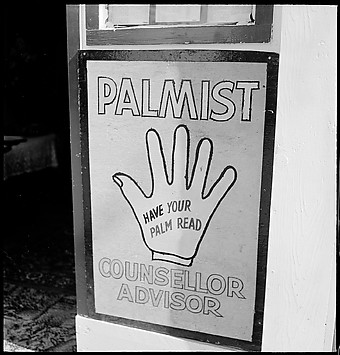 PALMIST
HAVE YOUR
PALM READ
COUNSELLOR
ADVISOR